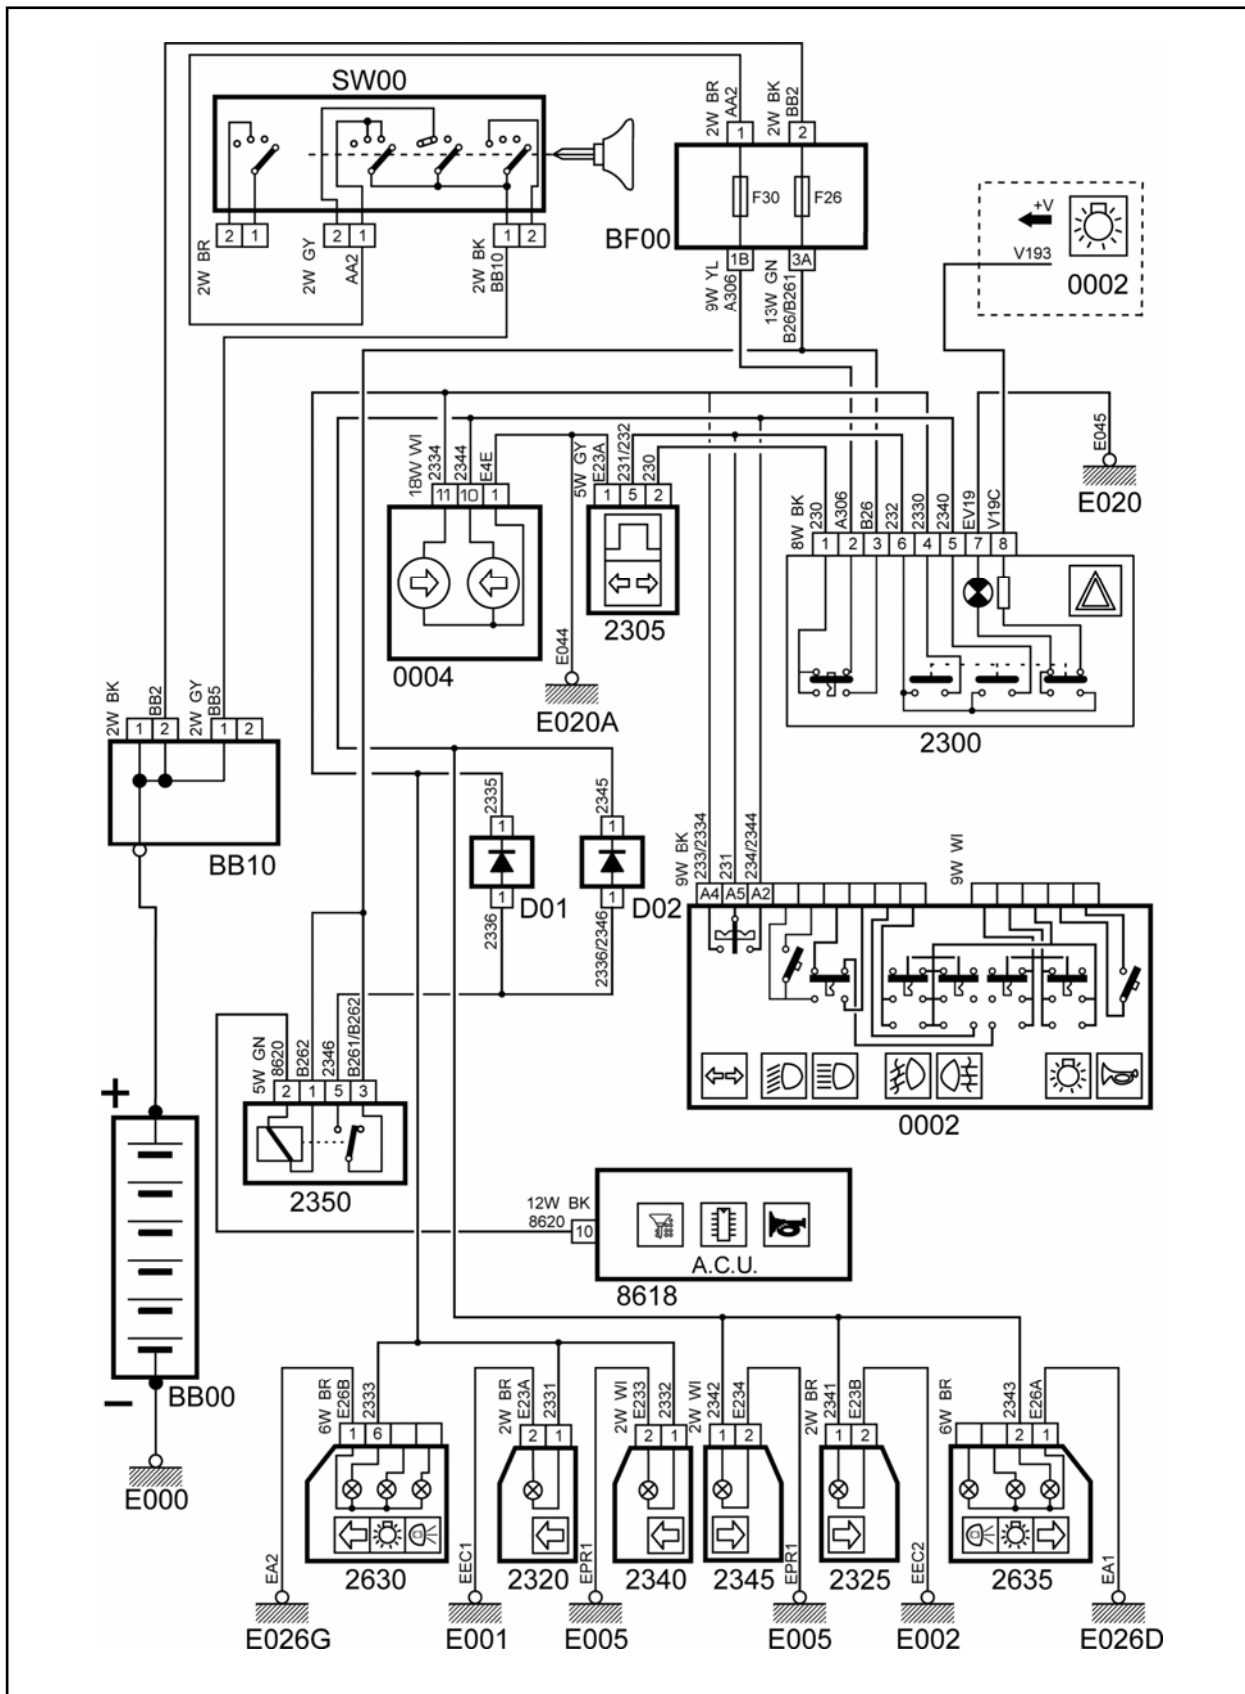 SW00
2W BR
AA2
2W BK
BB2
1
2
F30
F26
BF00
1B
3A
9W YL
A306
13W GN
B26/B261
+V
V193
0002
2
1
2
1
1
2
2W BR
2W GY
AA2
2W BK
BB10
18W WI
2334
2344
E4E
11
10
1
0004
5W GY
E23A
231/232
230
1
5
2
2305
E044
E020A
E045
E020
8W BK
230
A306
B26
232
2330
2340
EV19
V19C
1
2
3
6
4
5
7
8
2300
2W BK
BB2
2W GY
BB5
1
2
1
2
BB10
2335
1
D01
1
2336
2345
1
D02
1
2336/2346
9W BK
233/2334
231
234/2344
9W WI
A4
A5
A2
0002
5W GN
8620
B262
2346
B261/B262
2
1
5
3
2350
12W BK
8620
10
A.C.U.
8618
+
−
BB00
E000
6W BR
E26B
2333
1
6
2630
EA2
E026G
2W BR
E23A
2331
2
1
2320
EEC1
E001
2W WI
E233
2332
2
1
2340
EPR1
E005
2W WI
2342
E234
1
2
2345
EPR1
E005
2W BR
2341
E23B
1
2
2325
EEC2
E002
6W BR
2343
E26A
2
1
2635
EA1
E026D